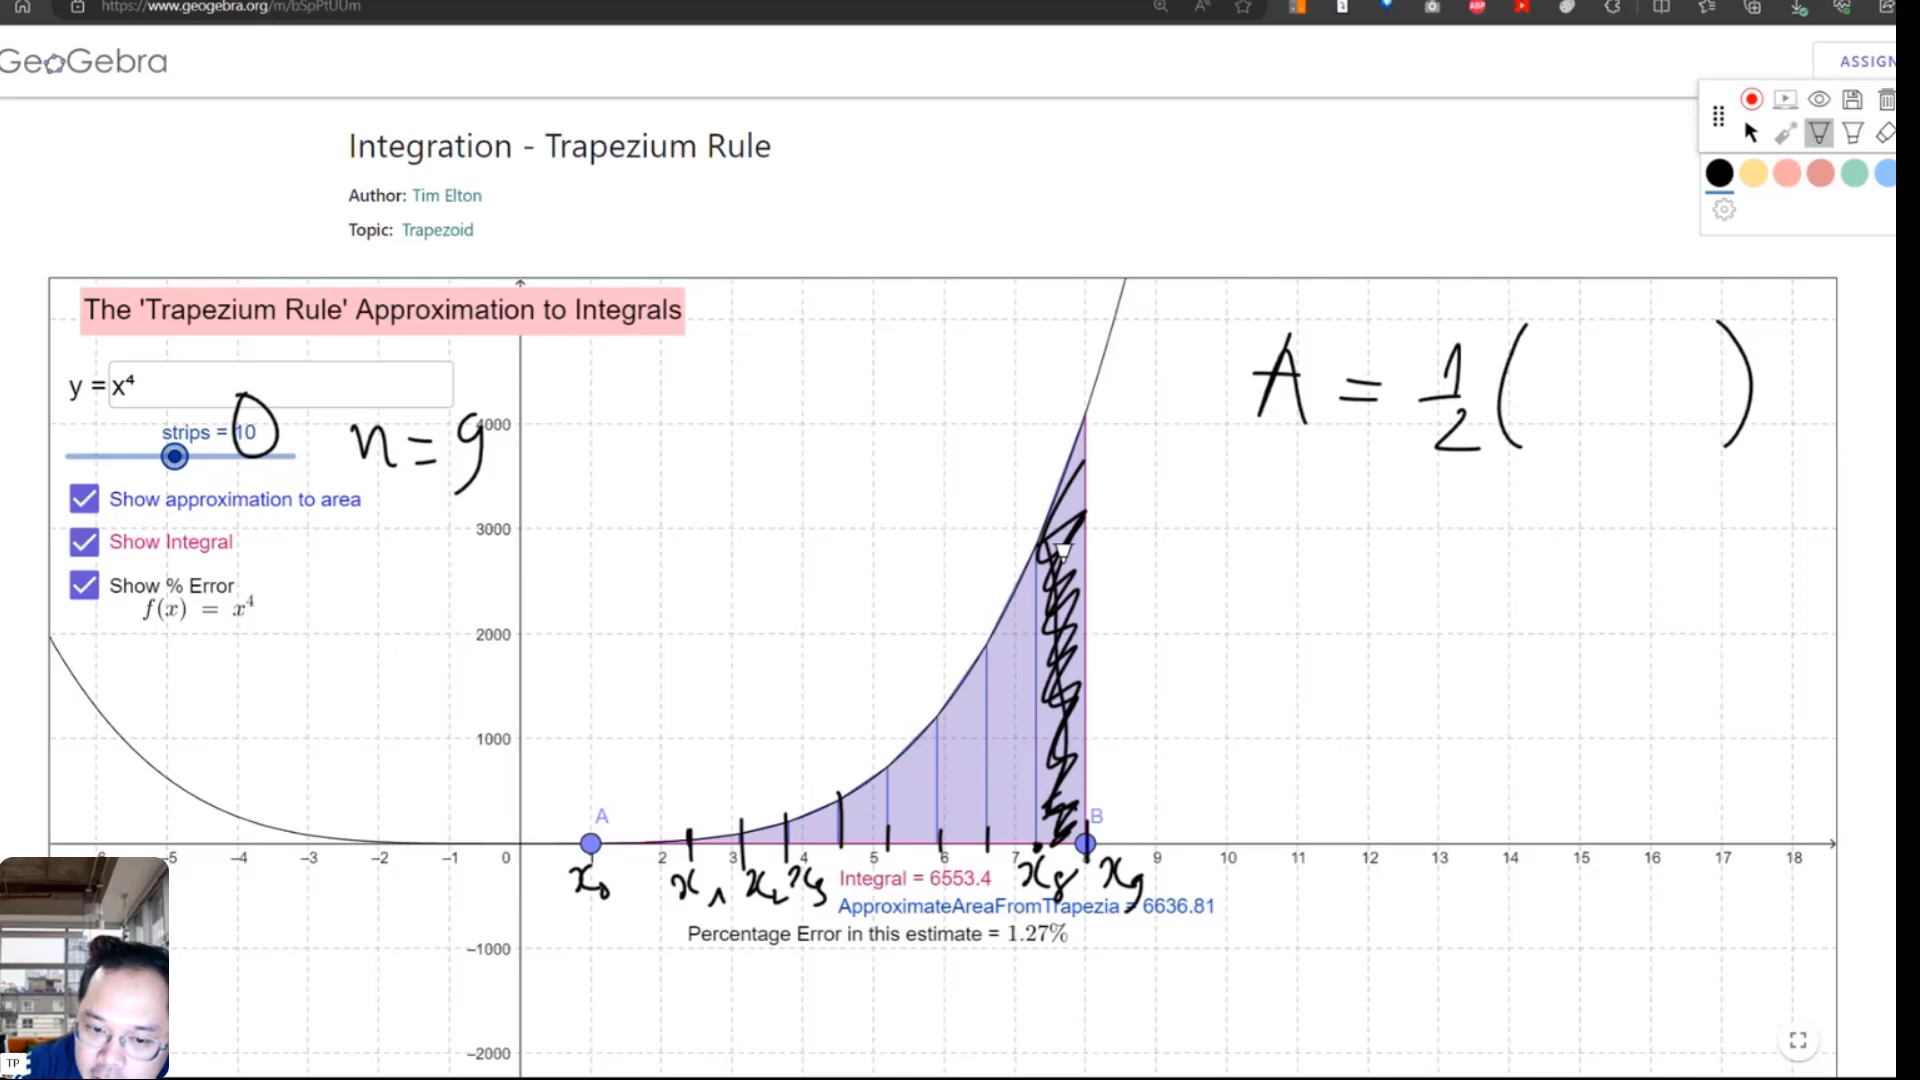 https://www.geogebra.org/m/bSpPtUUm
GeoGebra
ASSIGN
Integration - Trapezium Rule
Author: Tim Elton
Topic: Trapezoid
The 'Trapezium Rule' Approximation to Integrals
y = x⁴
strips = 10
n = 9
A = 1/2 ( )
Show approximation to area
Show Integral
Show % Error
f(x) = x⁴
4000
3000
2000
1000
A
B
-5 -4 -3 -2 -1 0 2 3 4 5 6 7 8 9 10 11 12 13 14 15 16 17 18
x₀ x₁ x₂ x₃ x₈ x₉
Integral = 6553.4
ApproximateAreaFromTrapezia = 6636.81
Percentage Error in this estimate = 1.27%
-1000
-2000
TP